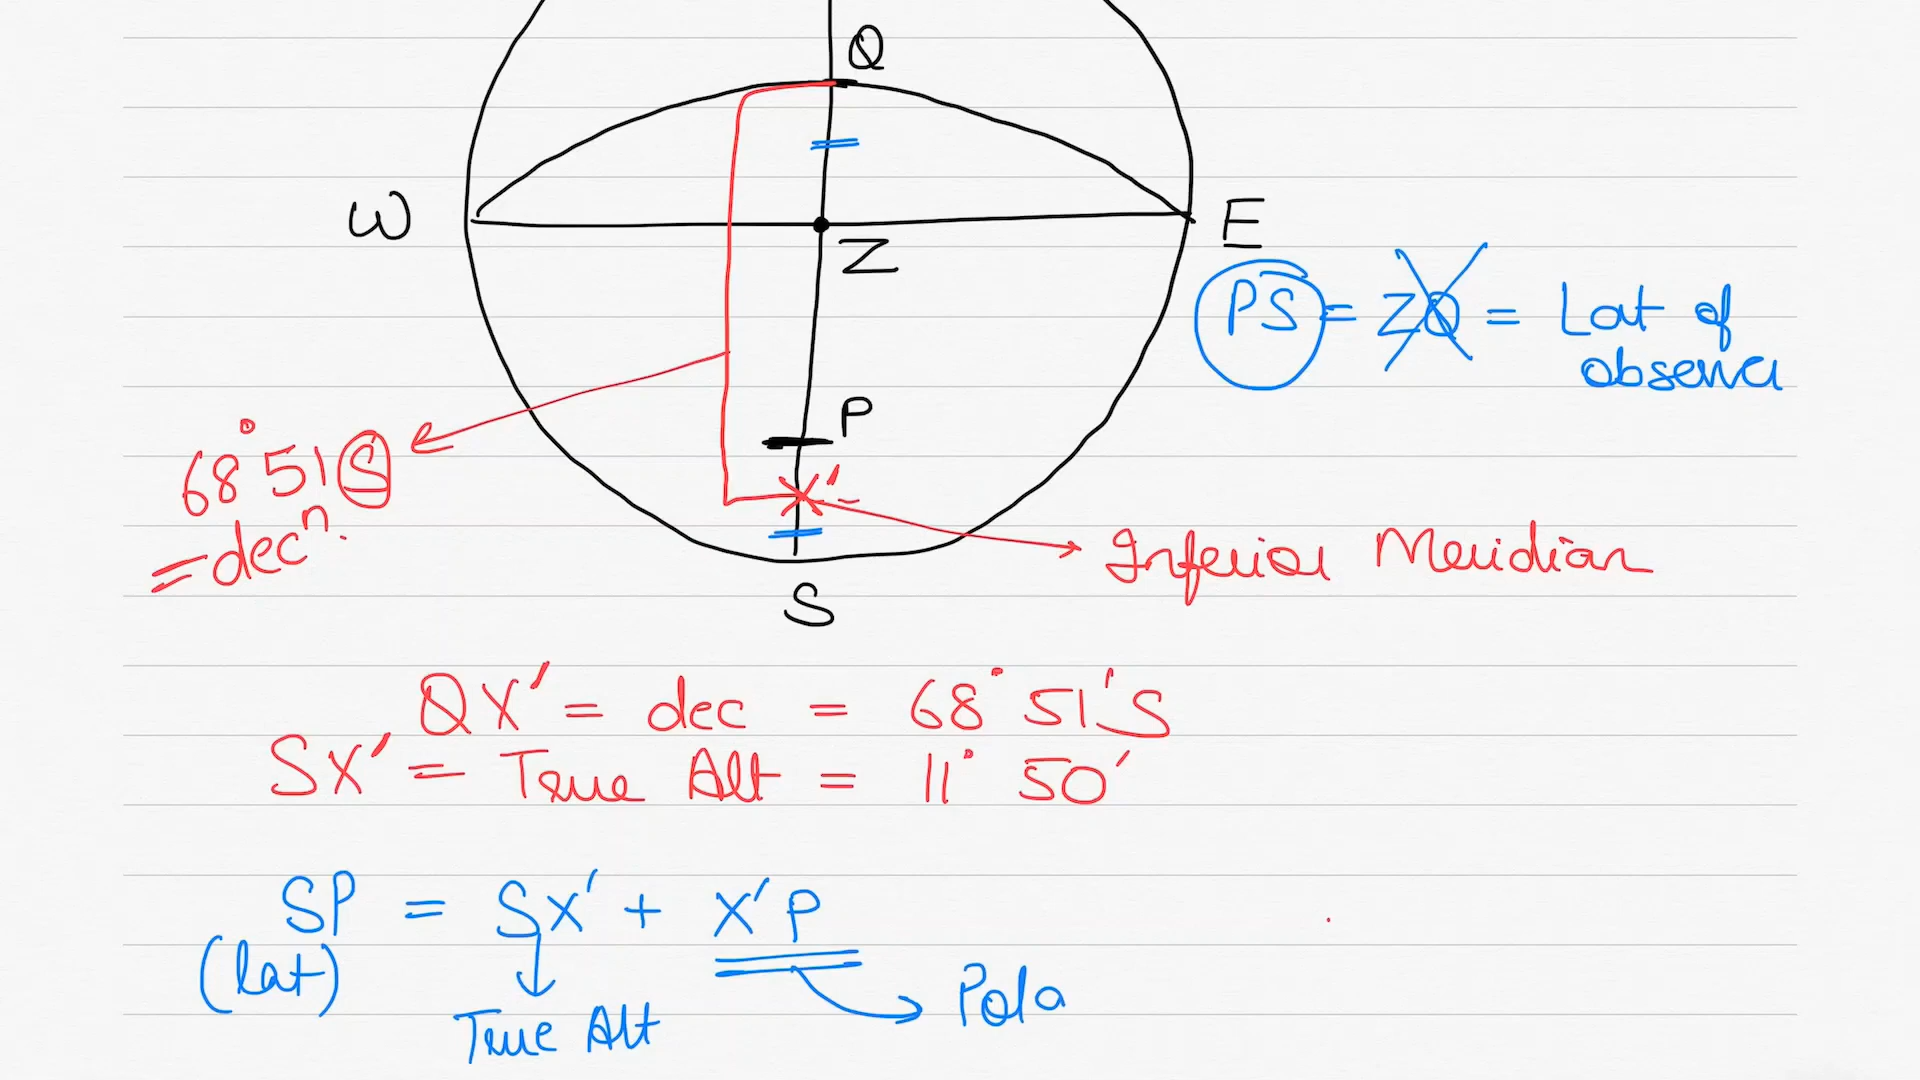 Q
W
E
Z
PS = ZQ = Lat of
observer
P
68° 51 S
= decⁿ.
X'
Inferior Meridian
S
QX' = dec = 68° 51' S
SX' = True Alt = 11° 50'
SP = SX' + X'P
(lat)
True Alt
Pola